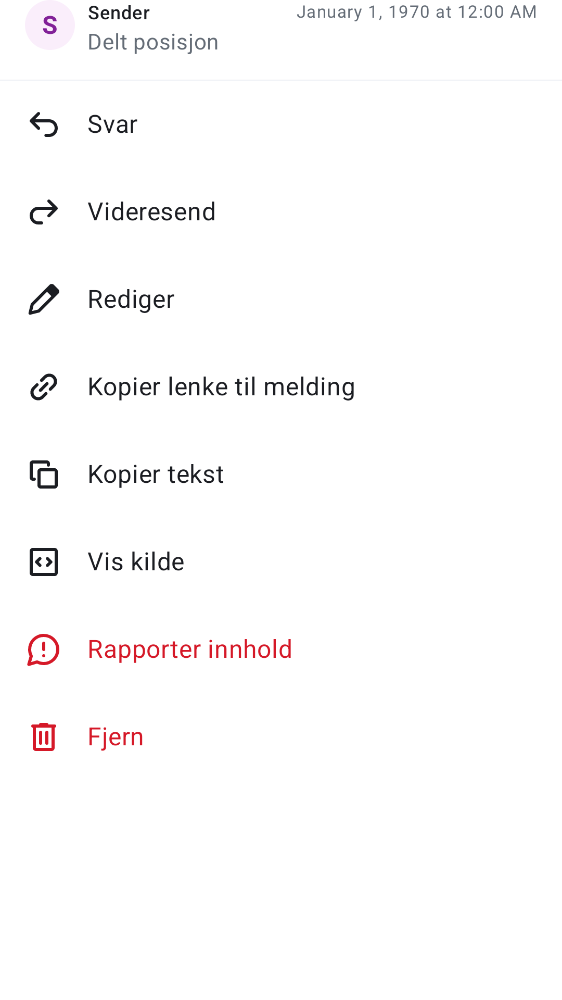 S
Sender
January 1, 1970 at 12:00 AM
Delt posisjon
Svar
Videresend
Rediger
Kopier lenke til melding
Kopier tekst
Vis kilde
Rapporter innhold
Fjern